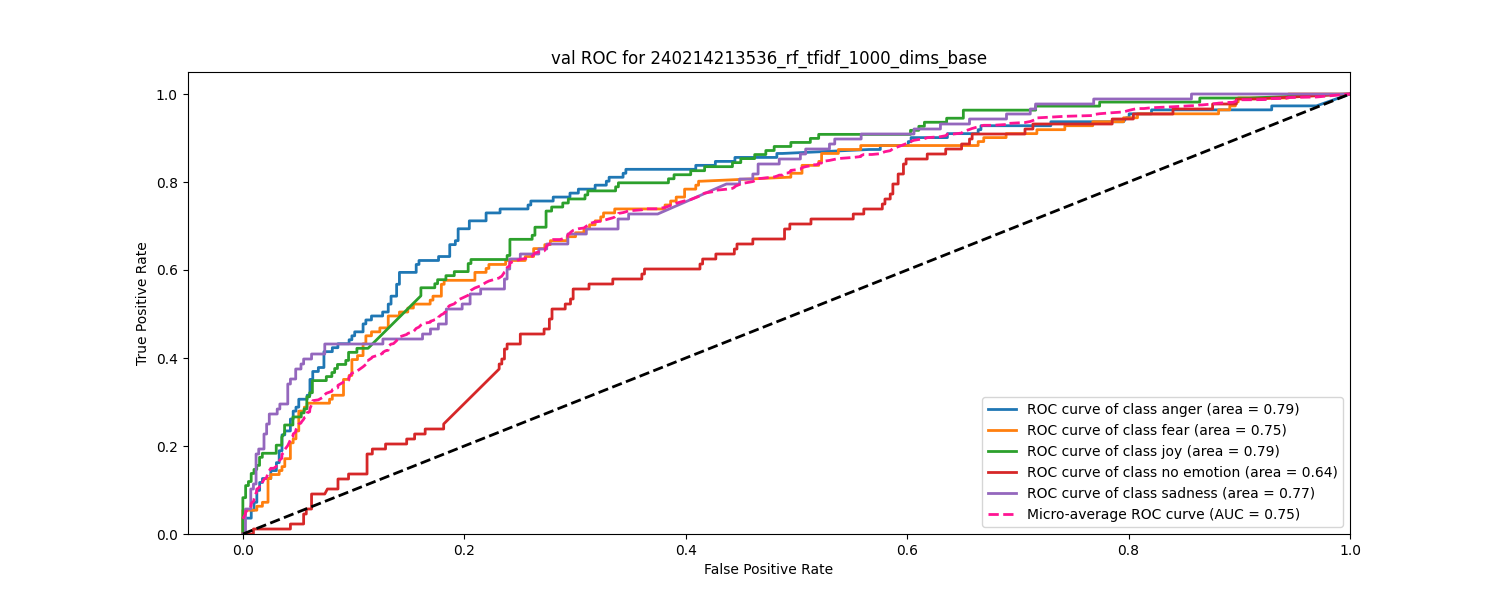 val ROC for 240214213536_rf_tfidf_1000_dims_base
True Positive Rate
1.0
0.8
0.6
0.4
0.2
0.0
ROC curve of class anger (area = 0.79)
ROC curve of class fear (area = 0.75)
ROC curve of class joy (area = 0.79)
ROC curve of class no emotion (area = 0.64)
ROC curve of class sadness (area = 0.77)
Micro-average ROC curve (AUC = 0.75)
0.0 0.2 0.4 0.6 0.8 1.0
False Positive Rate